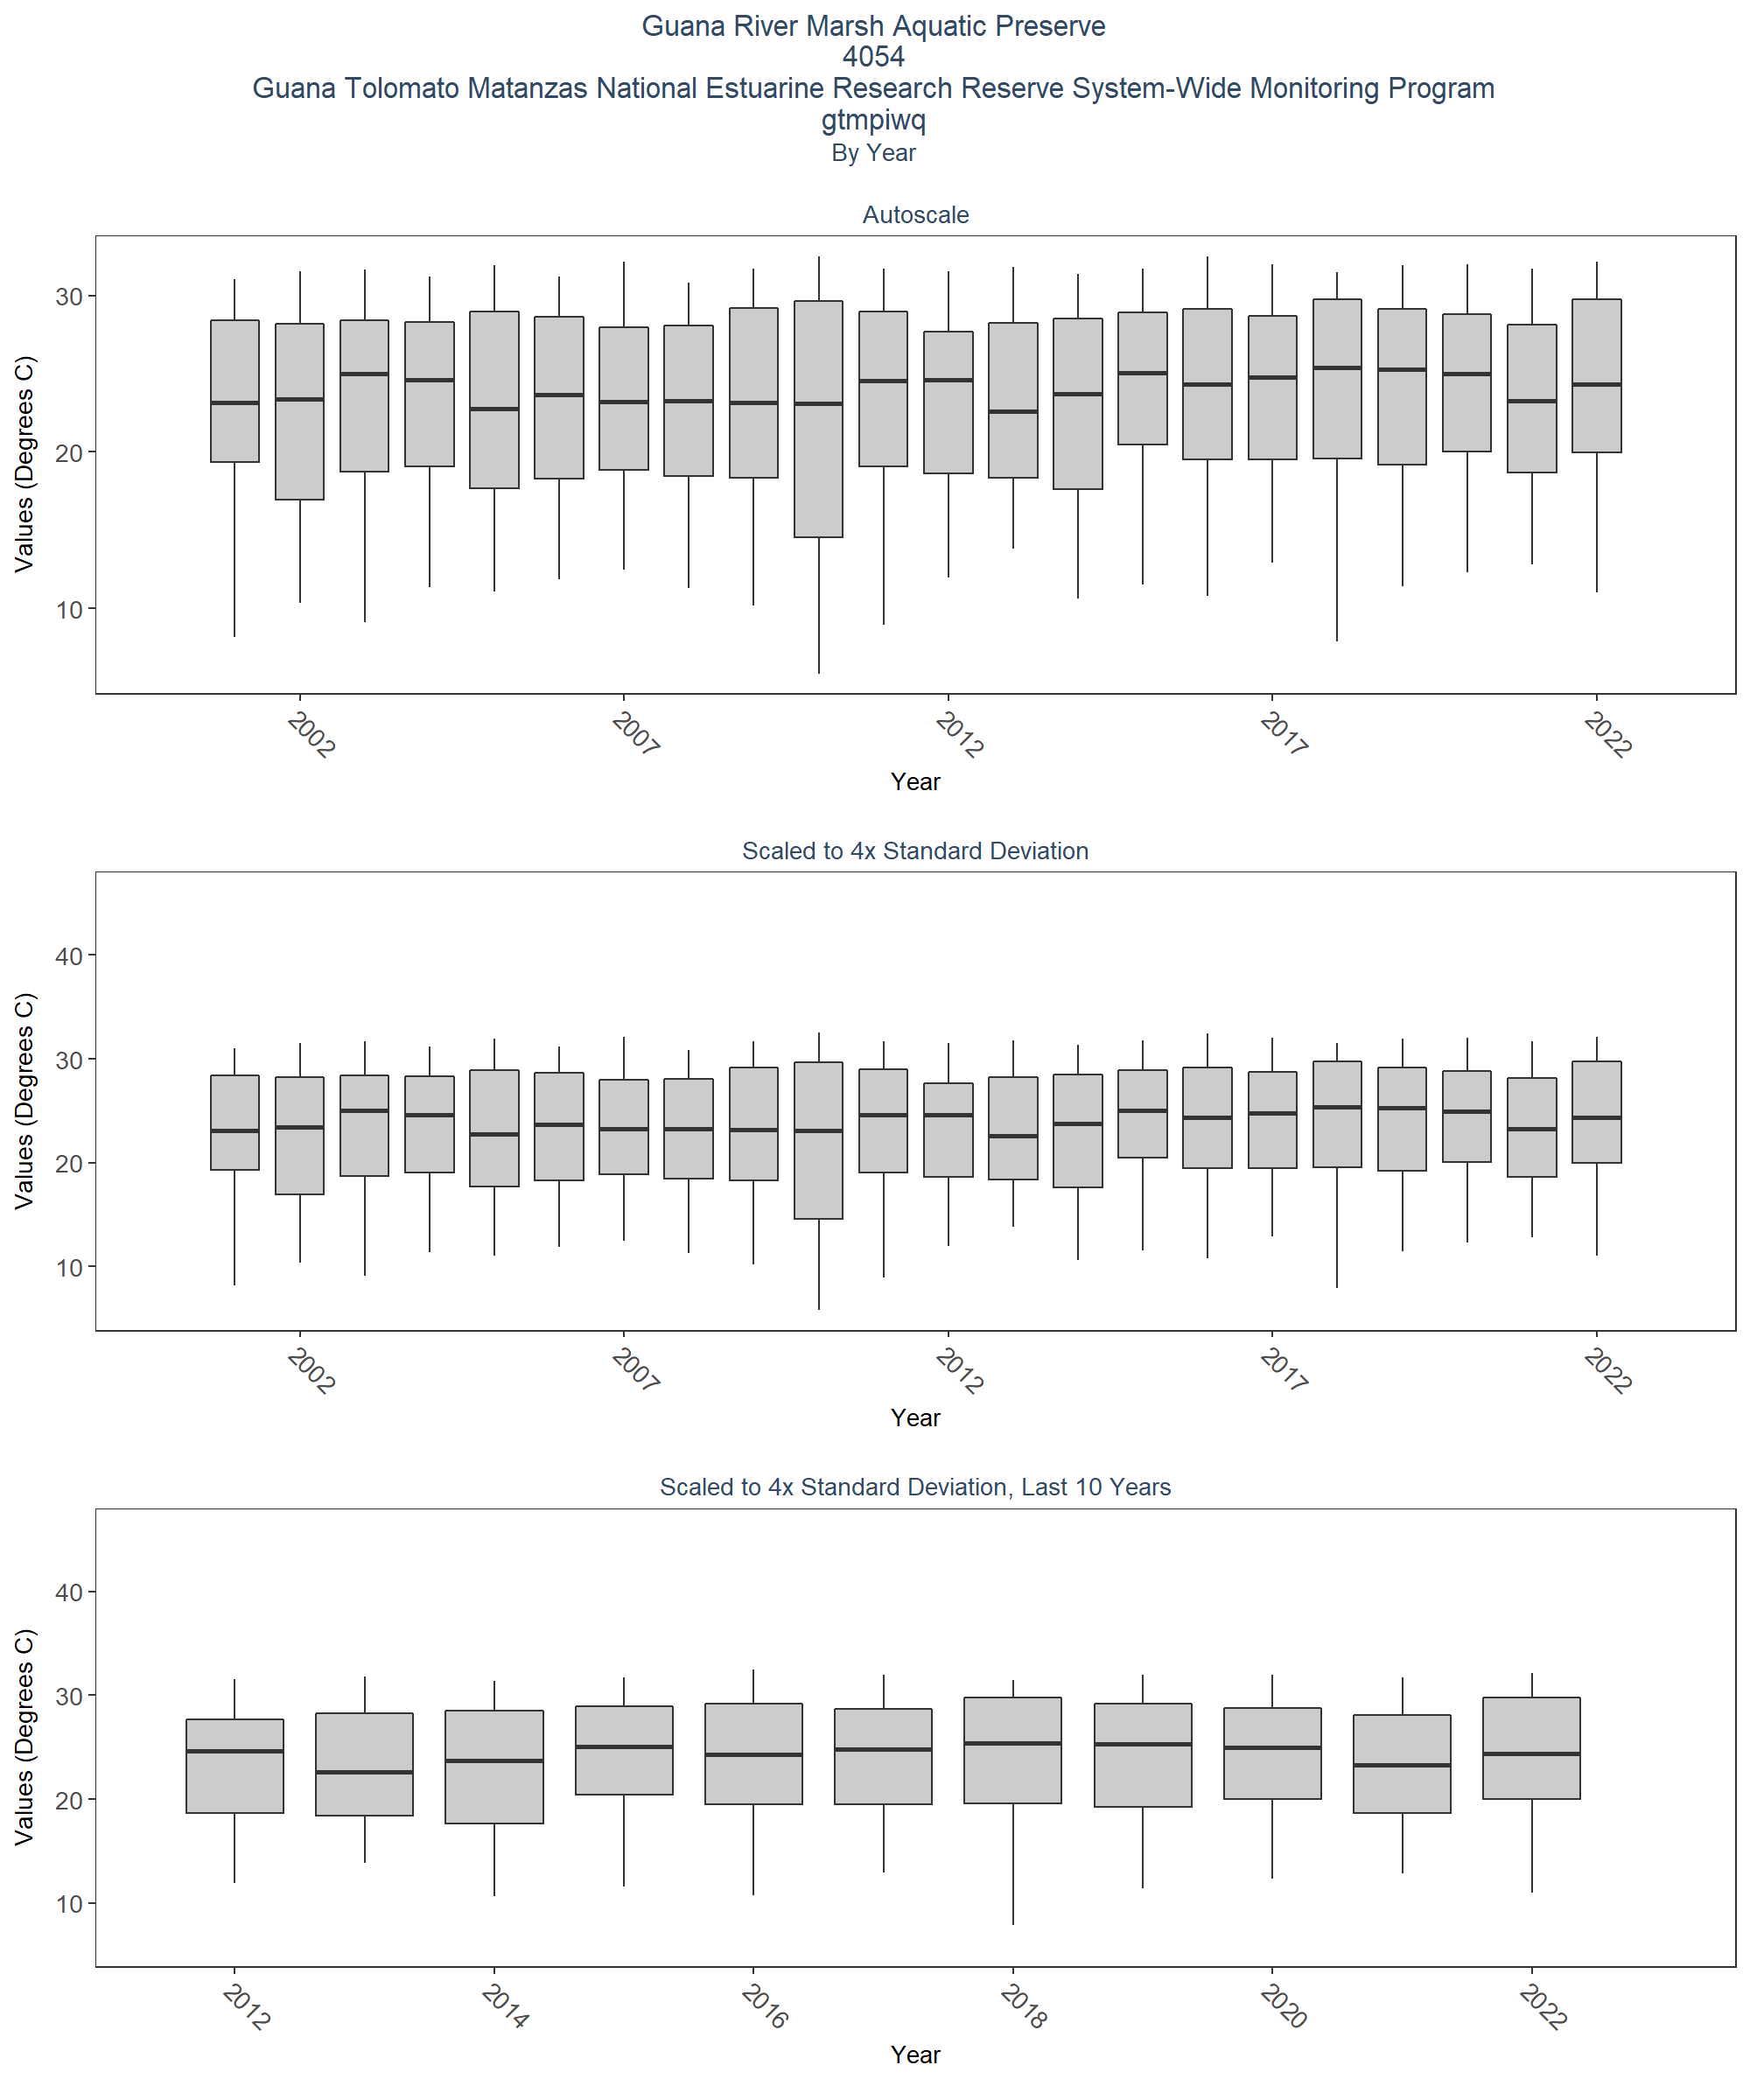 Guana River Marsh Aquatic Preserve
4054
Guana Tolomato Matanzas National Estuarine Research Reserve System-Wide Monitoring Program
gtmpiwq
By Year
Autoscale
Values (Degrees C)
30
20
10
2002
2007
2012
2017
2022
Year
Scaled to 4x Standard Deviation
Values (Degrees C)
40
30
20
10
2002
2007
2012
2017
2022
Year
Scaled to 4x Standard Deviation, Last 10 Years
Values (Degrees C)
40
30
20
10
2012
2014
2016
2018
2020
2022
Year